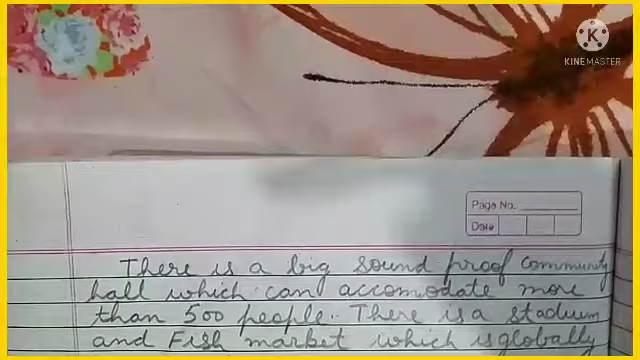 KINEMASTER
Page No.
Date
There is a big sound proof community
hall which can accomodate more
than 500 people. There is a stadium
and Fish market which is globally